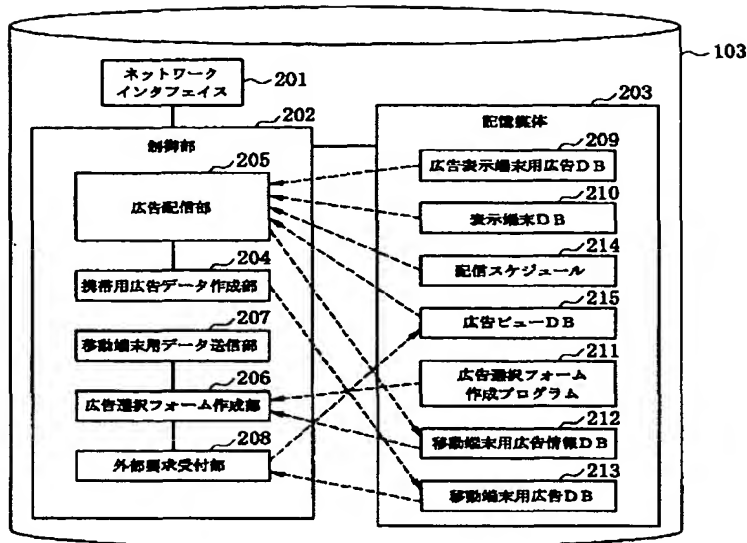 103
ネットワーク
インタフェイス
201
202
制御部
205
広告配信部
204
携帯用広告データ作成部
207
移動端末用データ送信部
206
広告選択フォーム作成部
208
外部要求受付部
203
記憶媒体
209
広告表示端末用広告DB
210
表示端末DB
214
配信スケジュール
215
広告ビューDB
211
広告選択フォーム
作成プログラム
212
移動端末用広告情報DB
213
移動端末用広告DB